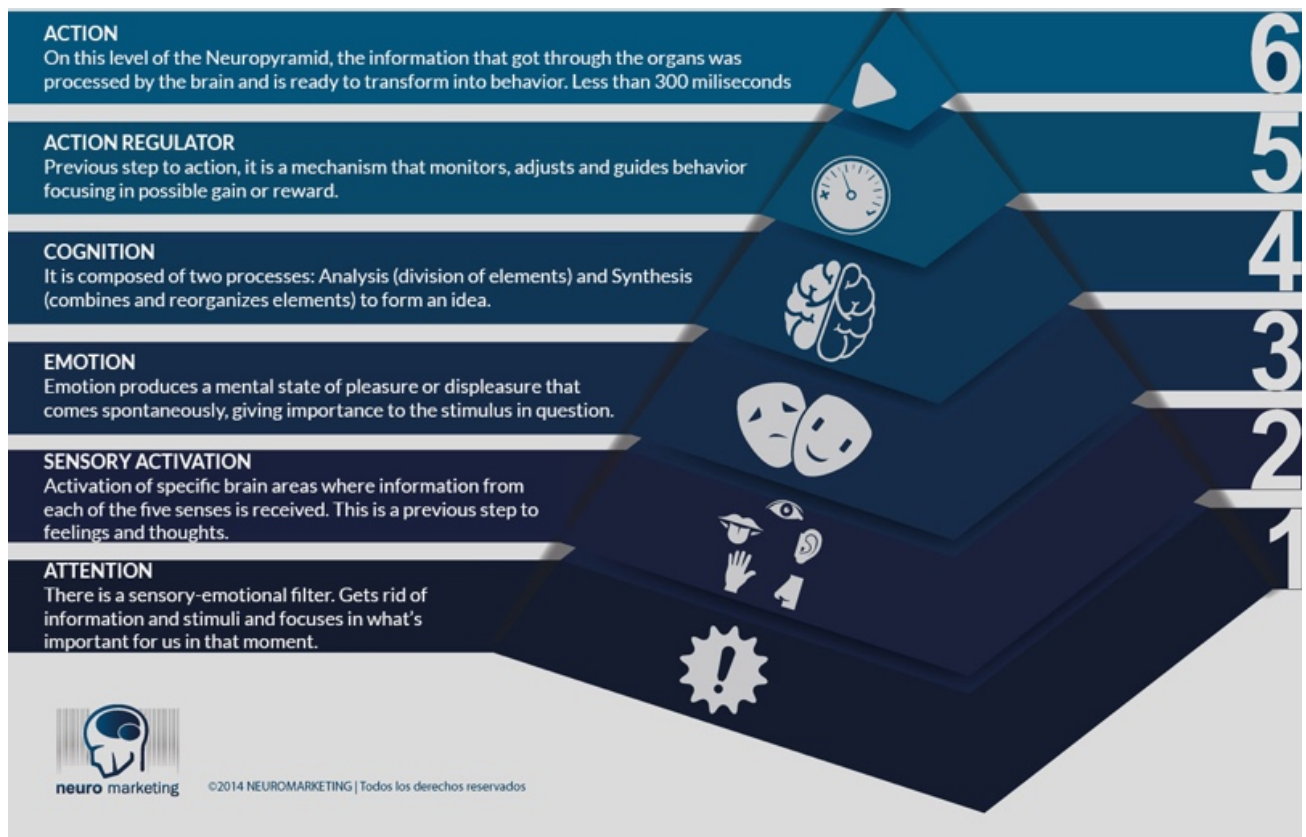 ACTION
On this level of the Neuropyramid, the information that got through the organs was
processed by the brain and is ready to transform into behavior. Less than 300 miliseconds
6
ACTION REGULATOR
Previous step to action, it is a mechanism that monitors, adjusts and guides behavior
focusing in possible gain or reward.
5
COGNITION
It is composed of two processes: Analysis (division of elements) and Synthesis
(combines and reorganizes elements) to form an idea.
4
EMOTION
Emotion produces a mental state of pleasure or displeasure that
comes spontaneously, giving importance to the stimulus in question.
3
SENSORY ACTIVATION
Activation of specific brain areas where information from
each of the five senses is received. This is a previous step to
feelings and thoughts.
2
ATTENTION
There is a sensory-emotional filter. Gets rid of
information and stimuli and focuses in what's
important for us in that moment.
1
!
neuro marketing
©2014 NEUROMARKETING | Todos los derechos reservados